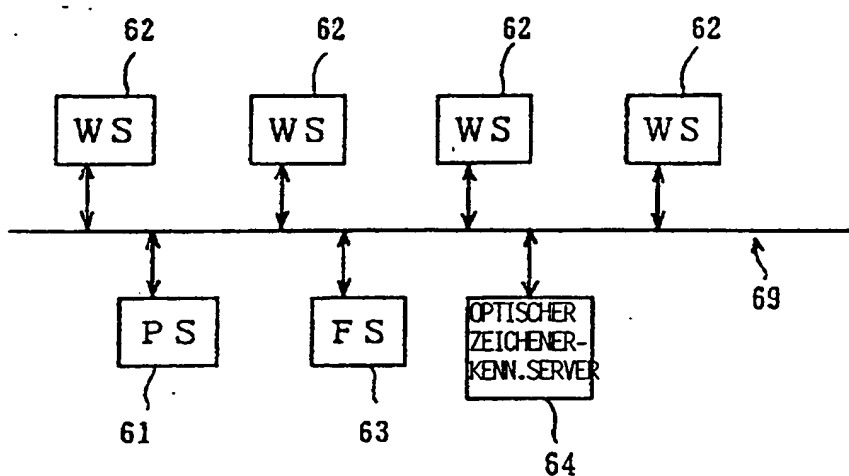 62 62 62 62
WS WS WS WS
69
PS FS OPTISCHER
ZEICHENER-
KENN.SERVER
61 63 64